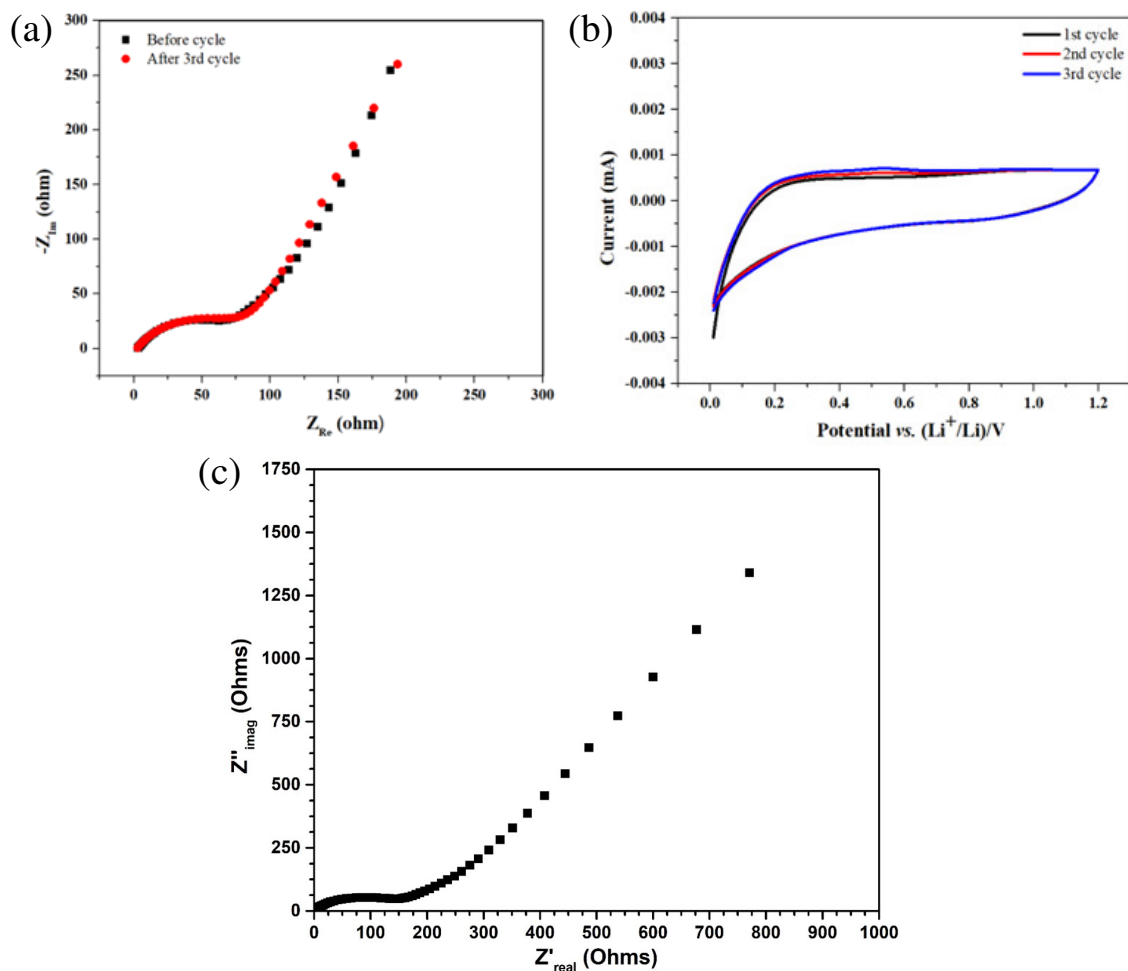 (a)
300
250
200
150
100
50
0
-Z_Im (ohm)
Before cycle
After 3rd cycle
0 50 100 150 200 250 300
Z_Re (ohm)
(b)
0.004
0.003
0.002
0.001
0.000
-0.001
-0.002
-0.003
-0.004
Current (mA)
1st cycle
2nd cycle
3rd cycle
0.0 0.2 0.4 0.6 0.8 1.0 1.2
Potential vs. (Li⁺/Li)/V
(c)
1750
1500
1250
1000
750
500
250
0
Z''_imag (Ohms)
0 100 200 300 400 500 600 700 800 900 1000
Z'_real (Ohms)